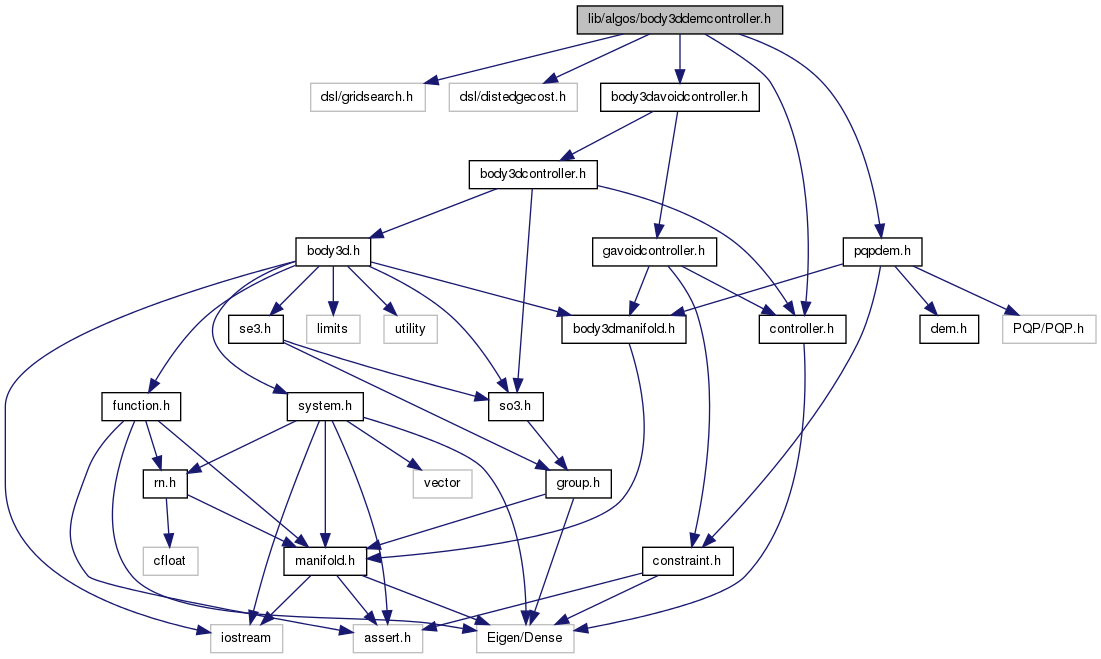 lib/algos/body3ddemcontroller.h
dsl/gridsearch.h
dsl/distedgecost.h
body3davoidcontroller.h
body3dcontroller.h
body3d.h
gavoidcontroller.h
pqpdem.h
se3.h
limits
utility
body3dmanifold.h
controller.h
dem.h
PQP/PQP.h
function.h
system.h
so3.h
rn.h
vector
group.h
cfloat
manifold.h
constraint.h
iostream
assert.h
Eigen/Dense